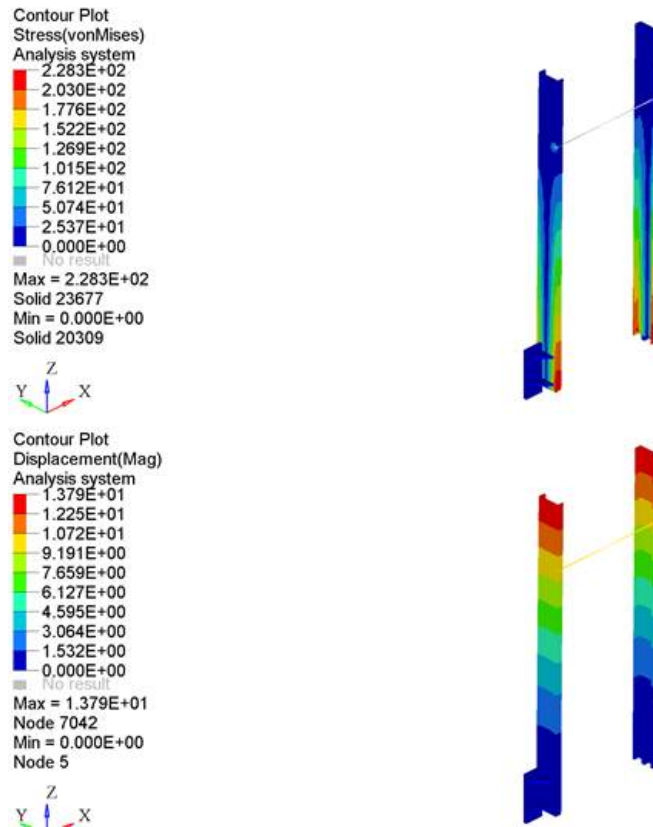 Contour Plot
Stress(vonMises)
Analysis system
2.283E+02
2.030E+02
1.776E+02
1.522E+02
1.269E+02
1.015E+02
7.612E+01
5.074E+01
2.537E+01
0.000E+00
No result
Max = 2.283E+02
Solid 23677
Min = 0.000E+00
Solid 20309
Z
Y X
Contour Plot
Displacement(Mag)
Analysis system
1.379E+01
1.225E+01
1.072E+01
9.191E+00
7.659E+00
6.127E+00
4.595E+00
3.064E+00
1.532E+00
0.000E+00
No result
Max = 1.379E+01
Node 7042
Min = 0.000E+00
Node 5
Z
Y X